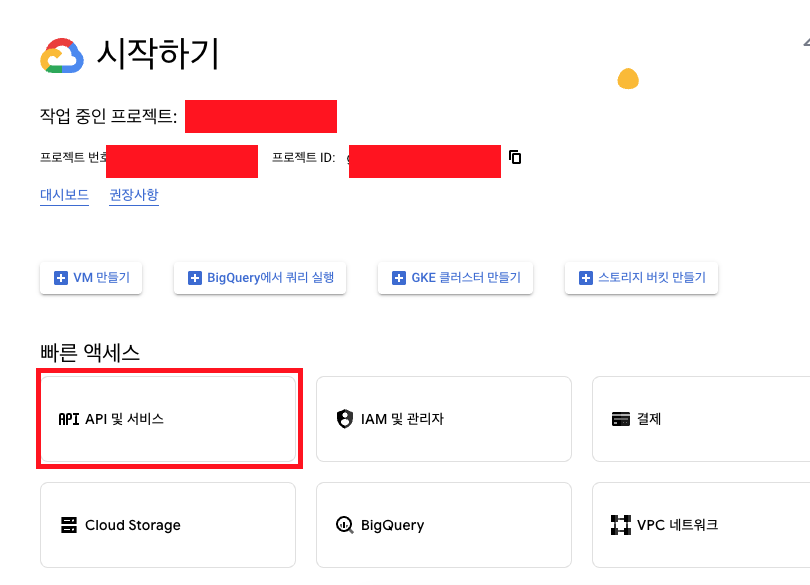 시작하기
작업 중인 프로젝트:
프로젝트 번호
프로젝트 ID:
대시보드 권장사항
VM 만들기 BigQuery에서 쿼리 실행 GKE 클러스터 만들기 스토리지 버킷 만들기
빠른 액세스
API API 및 서비스 IAM 및 관리자 결제
Cloud Storage BigQuery VPC 네트워크